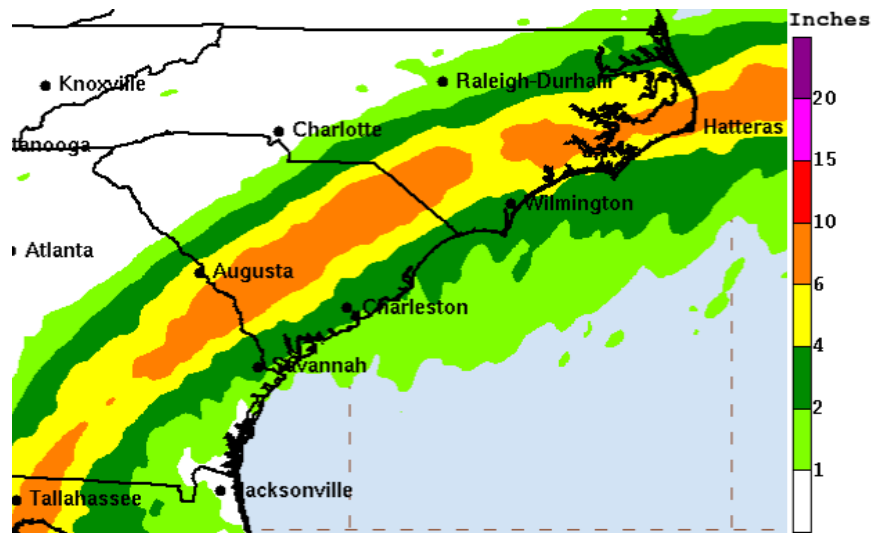 Inches
Knoxville
Raleigh-Durham
20
Charlotte
Hatteras
tanooga
15
Wilmington
10
Atlanta
Augusta
6
Charleston
4
Savannah
2
1
Jacksonville
Tallahassee